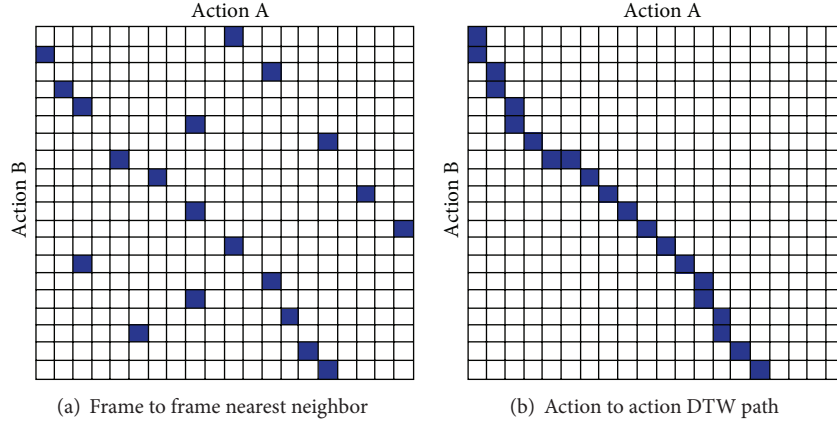 Action A
Action B
(a) Frame to frame nearest neighbor
Action A
Action B
(b) Action to action DTW path